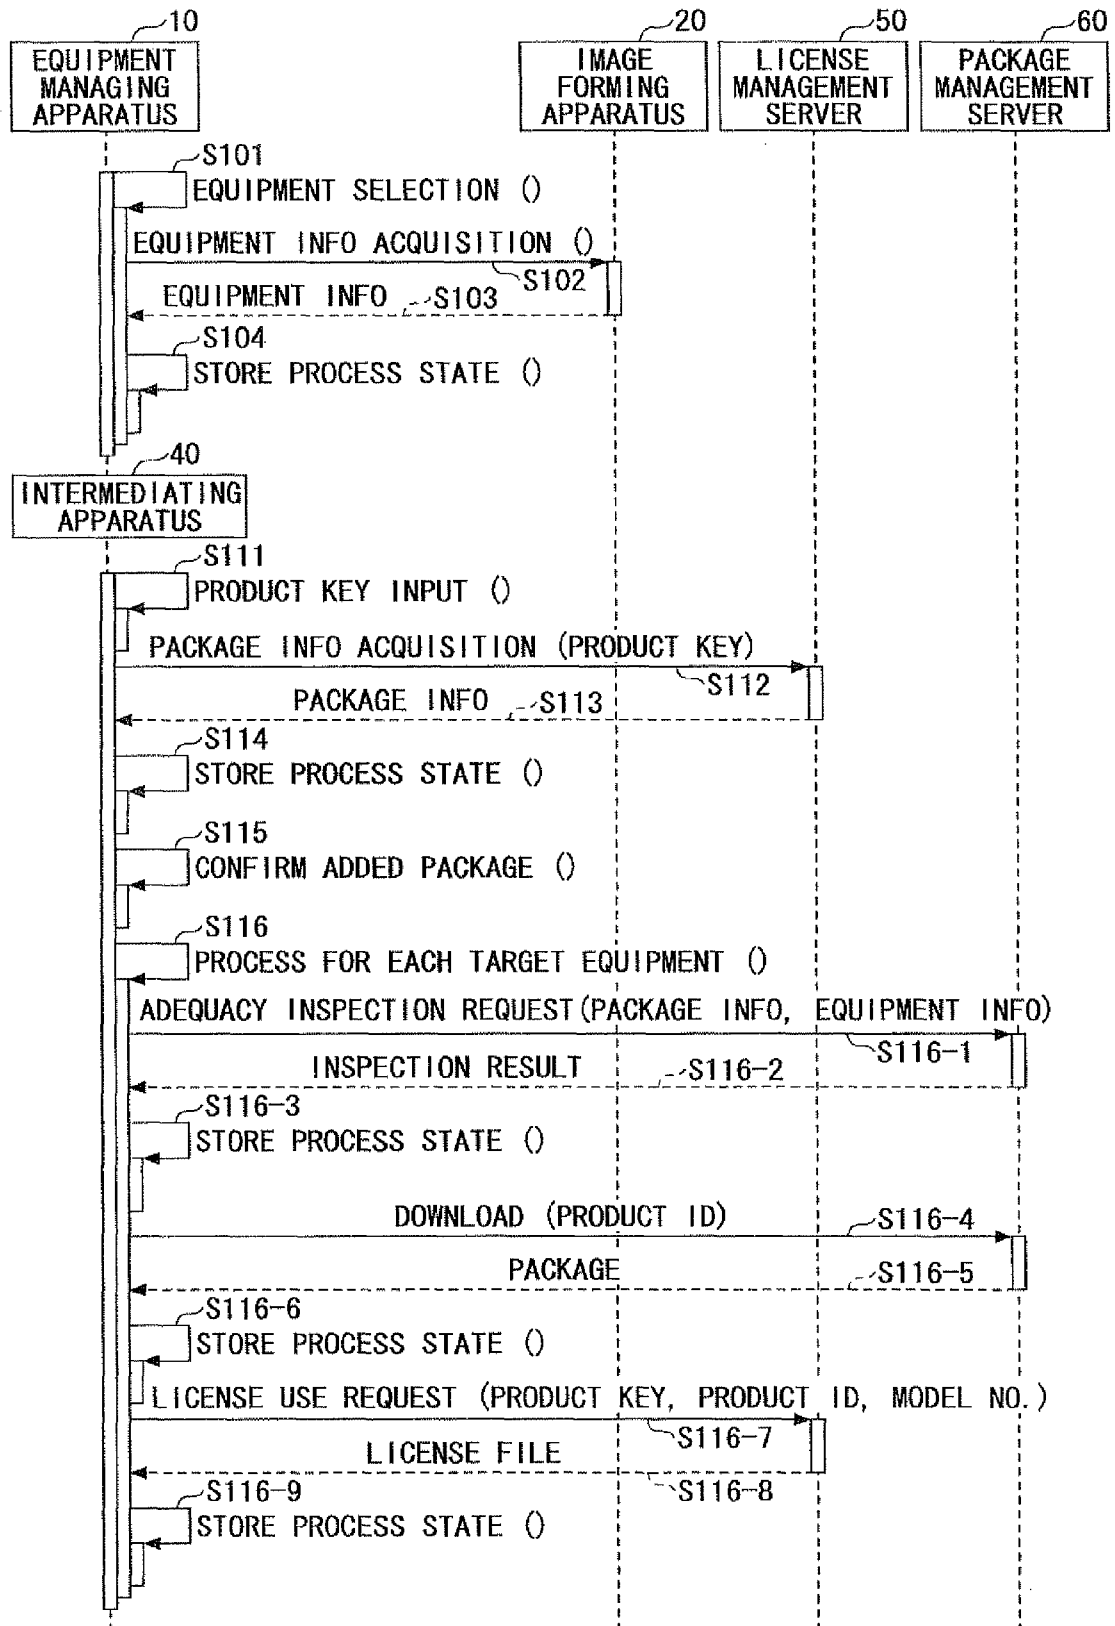 10
20
50
60
EQUIPMENT
MANAGING
APPARATUS
IMAGE
FORMING
APPARATUS
LICENSE
MANAGEMENT
SERVER
PACKAGE
MANAGEMENT
SERVER
S101
EQUIPMENT SELECTION ()
EQUIPMENT INFO ACQUISITION ()
S102
EQUIPMENT INFO
S103
S104
STORE PROCESS STATE ()
40
INTERMEDIATING
APPARATUS
S111
PRODUCT KEY INPUT ()
PACKAGE INFO ACQUISITION (PRODUCT KEY)
S112
PACKAGE INFO
S113
S114
STORE PROCESS STATE ()
S115
CONFIRM ADDED PACKAGE ()
S116
PROCESS FOR EACH TARGET EQUIPMENT ()
ADEQUACY INSPECTION REQUEST(PACKAGE INFO, EQUIPMENT INFO)
S116-1
INSPECTION RESULT
S116-2
S116-3
STORE PROCESS STATE ()
DOWNLOAD (PRODUCT ID)
S116-4
PACKAGE
S116-5
S116-6
STORE PROCESS STATE ()
LICENSE USE REQUEST (PRODUCT KEY, PRODUCT ID, MODEL NO.)
S116-7
LICENSE FILE
S116-8
S116-9
STORE PROCESS STATE ()